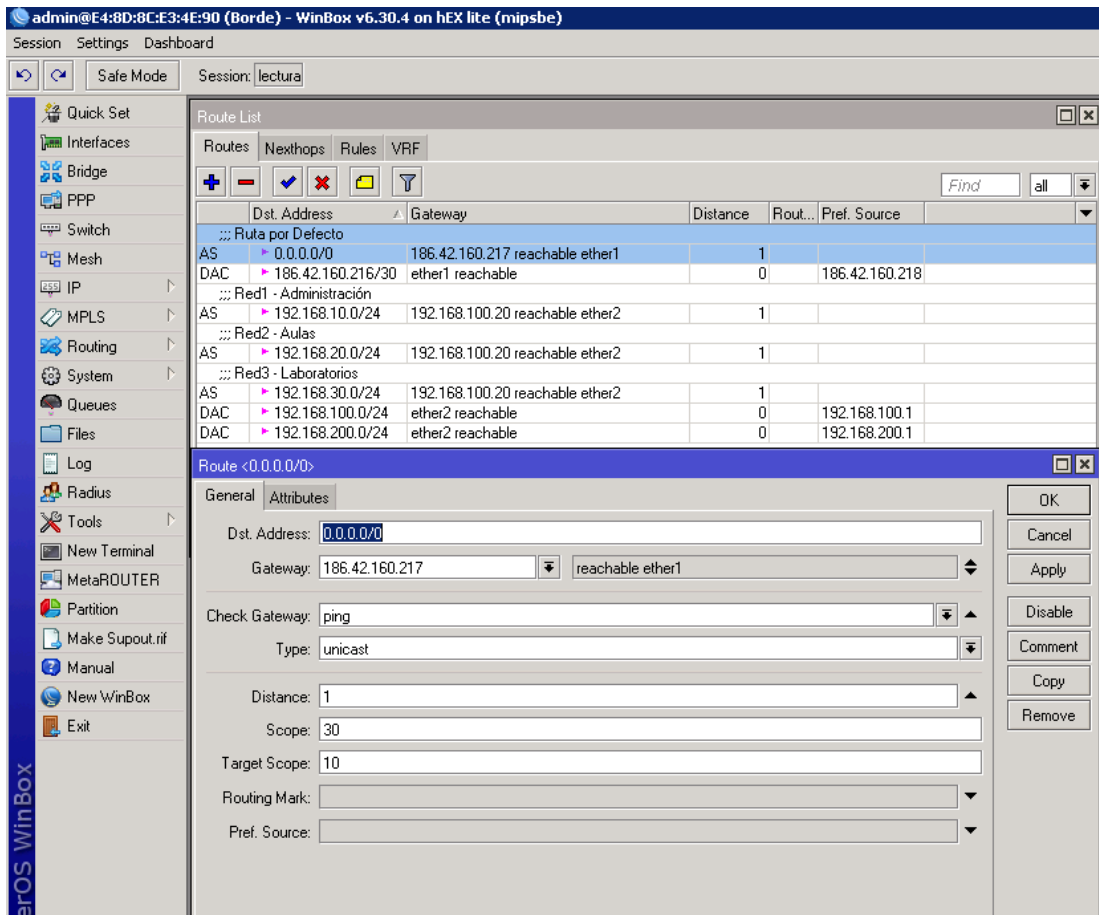 admin@E4:8D:8C:E3:4E:90 (Borde) - WinBox v6.30.4 on hEX lite (mipsbe)
Session Settings Dashboard
Safe Mode Session: lectura
Quick Set
Interfaces
Bridge
PPP
Switch
Mesh
IP
MPLS
Routing
System
Queues
Files
Log
Radius
Tools
New Terminal
MetaROUTER
Partition
Make Supout.rif
Manual
New WinBox
Exit
erOS WinBox
Route List
Routes Nexthops Rules VRF
Find all
Dst. Address Gateway Distance Rout... Pref. Source
;;; Ruta por Defecto
AS 0.0.0.0/0 186.42.160.217 reachable ether1 1
DAC 186.42.160.216/30 ether1 reachable 0 186.42.160.218
;;; Red1 - Administración
AS 192.168.10.0/24 192.168.100.20 reachable ether2 1
;;; Red2 - Aulas
AS 192.168.20.0/24 192.168.100.20 reachable ether2 1
;;; Red3 - Laboratorios
AS 192.168.30.0/24 192.168.100.20 reachable ether2 1
DAC 192.168.100.0/24 ether2 reachable 0 192.168.100.1
DAC 192.168.200.0/24 ether2 reachable 0 192.168.200.1
Route <0.0.0.0/0>
General Attributes
Dst. Address: 0.0.0.0/0
Gateway: 186.42.160.217 reachable ether1
Check Gateway: ping
Type: unicast
Distance: 1
Scope: 30
Target Scope: 10
Routing Mark:
Pref. Source:
OK
Cancel
Apply
Disable
Comment
Copy
Remove